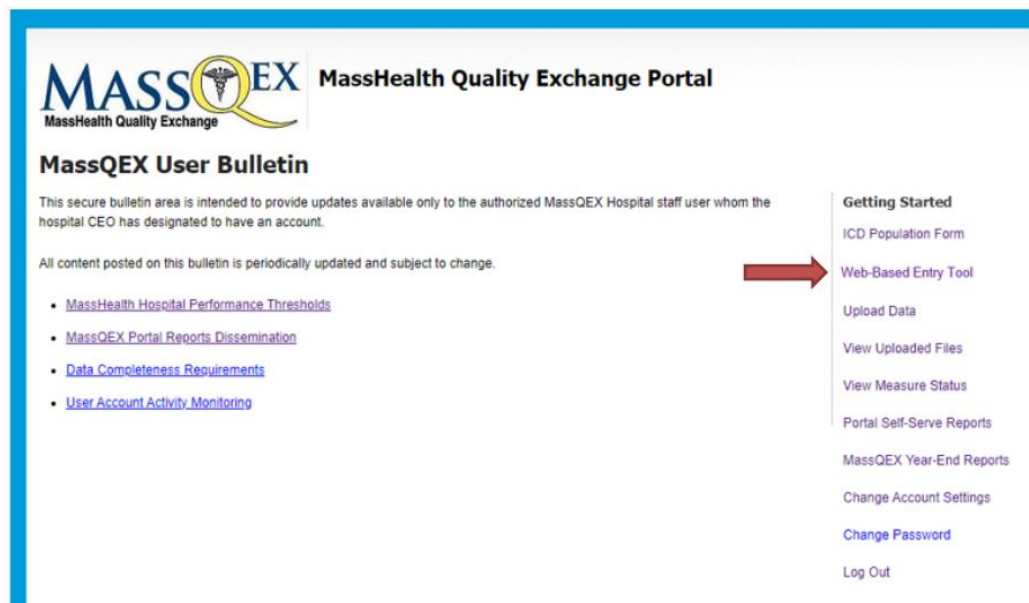 MASSQEX
MassHealth Quality Exchange
MassHealth Quality Exchange Portal
MassQEX User Bulletin
This secure bulletin area is intended to provide updates available only to the authorized MassQEX Hospital staff user whom the
hospital CEO has designated to have an account.
All content posted on this bulletin is periodically updated and subject to change.
• MassHealth Hospital Performance Thresholds
• MassQEX Portal Reports Dissemination
• Data Completeness Requirements
• User Account Activity Monitoring
Getting Started
ICD Population Form
Web-Based Entry Tool
Upload Data
View Uploaded Files
View Measure Status
Portal Self-Serve Reports
MassQEX Year-End Reports
Change Account Settings
Change Password
Log Out